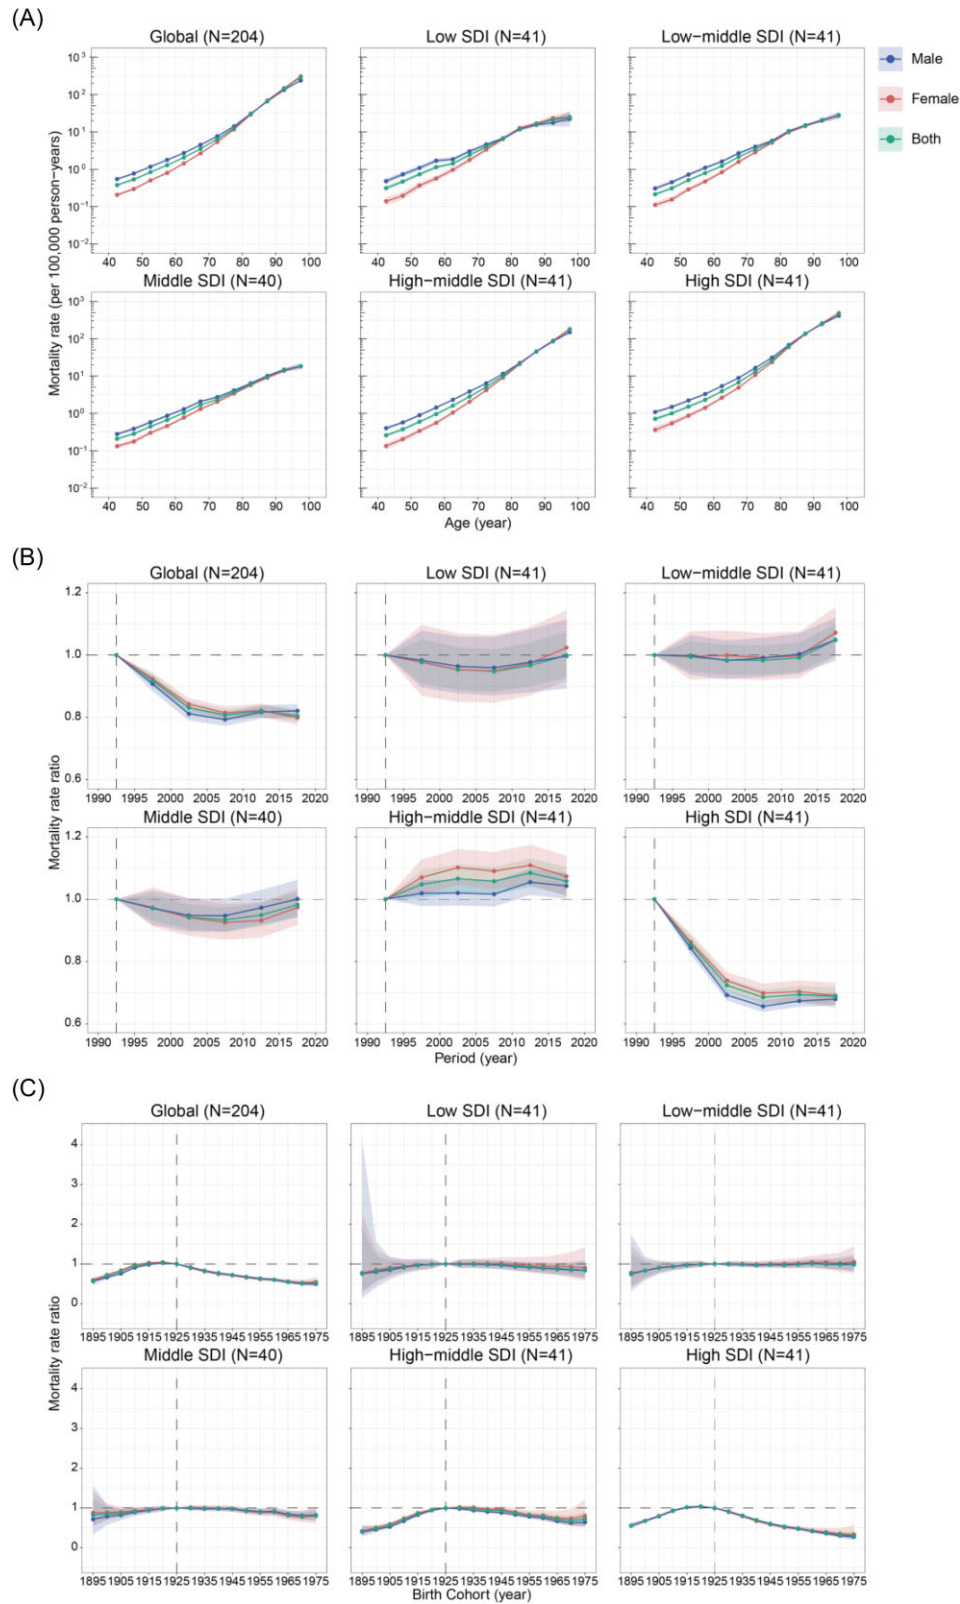 (A)
Global (N=204) Low SDI (N=41) Low−middle SDI (N=41)
Male
Female
Both
10³
10²
10¹
10⁰
10⁻¹
10⁻²
40 50 60 70 80 90 100 40 50 60 70 80 90 100 40 50 60 70 80 90 100
Mortality rate (per 100,000 person−years)
Middle SDI (N=40) High−middle SDI (N=41) High SDI (N=41)
10³
10²
10¹
10⁰
10⁻¹
10⁻²
40 50 60 70 80 90 100 40 50 60 70 80 90 100 40 50 60 70 80 90 100
Age (year)
(B)
Global (N=204) Low SDI (N=41) Low−middle SDI (N=41)
1.2
1.0
0.8
0.6
1990 1995 2000 2005 2010 2015 2020 1990 1995 2000 2005 2010 2015 2020 1990 1995 2000 2005 2010 2015 2020
Mortality rate ratio
Middle SDI (N=40) High−middle SDI (N=41) High SDI (N=41)
1.2
1.0
0.8
0.6
1990 1995 2000 2005 2010 2015 2020 1990 1995 2000 2005 2010 2015 2020 1990 1995 2000 2005 2010 2015 2020
Period (year)
(C)
Global (N=204) Low SDI (N=41) Low−middle SDI (N=41)
4
3
2
1
0
1895 1905 1915 1925 1935 1945 1955 1965 1975 1895 1905 1915 1925 1935 1945 1955 1965 1975 1895 1905 1915 1925 1935 1945 1955 1965 1975
Mortality rate ratio
Middle SDI (N=40) High−middle SDI (N=41) High SDI (N=41)
4
3
2
1
0
1895 1905 1915 1925 1935 1945 1955 1965 1975 1895 1905 1915 1925 1935 1945 1955 1965 1975 1895 1905 1915 1925 1935 1945 1955 1965 1975
Birth Cohort (year)